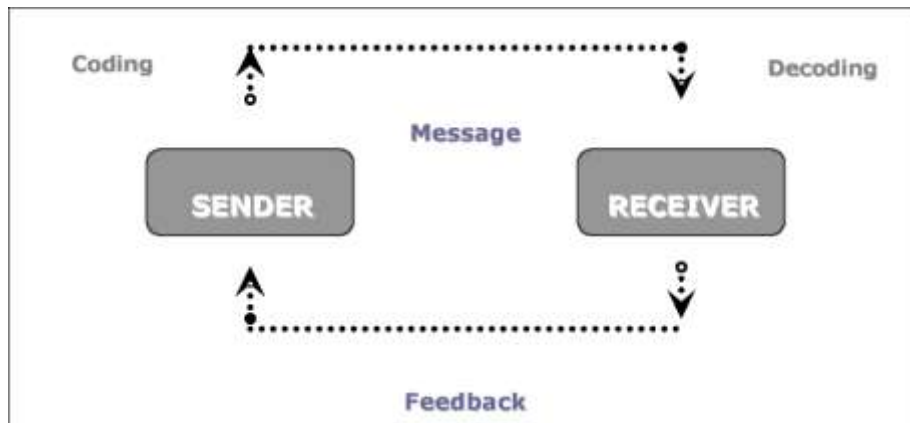 Coding
Decoding
Message
SENDER
RECEIVER
Feedback